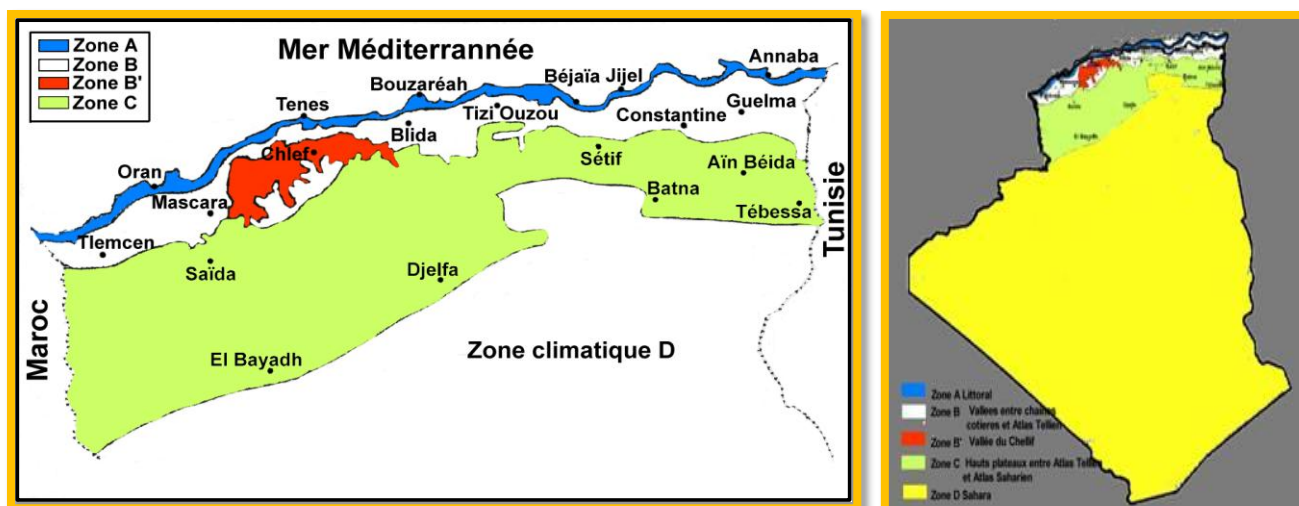 Zone A
Zone B
Zone B'
Zone C
Mer Méditerrannée
Annaba
Bouzaréah
Béjaïa
Jijel
Tenes
Tizi Ouzou
Guelma
Constantine
Blida
Chlef
Sétif
Aïn Béida
Oran
Mascara
Batna
Tébessa
Tlemcen
Saïda
Djelfa
El Bayadh
Zone climatique D
Maroc
Tunisie
Zone A Littoral
Zone B Vallées entre chaines
cotieres et Atlas Tellien
Zone B' Vallée du Chellif
Zone C Hauts plateaux entre Atlas Tellien
et Atlas Saharien
Zone D Sahara